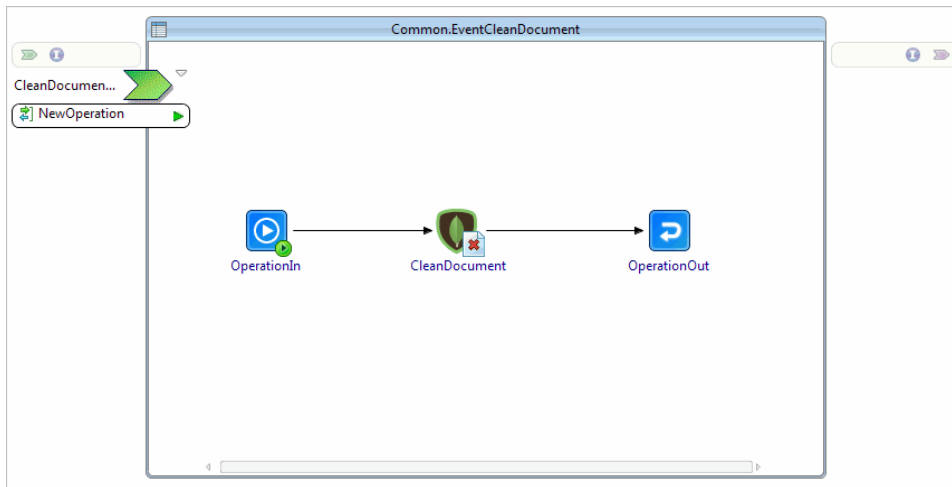 Common.EventCleanDocument
CleanDocumen...
NewOperation
OperationIn
CleanDocument
OperationOut